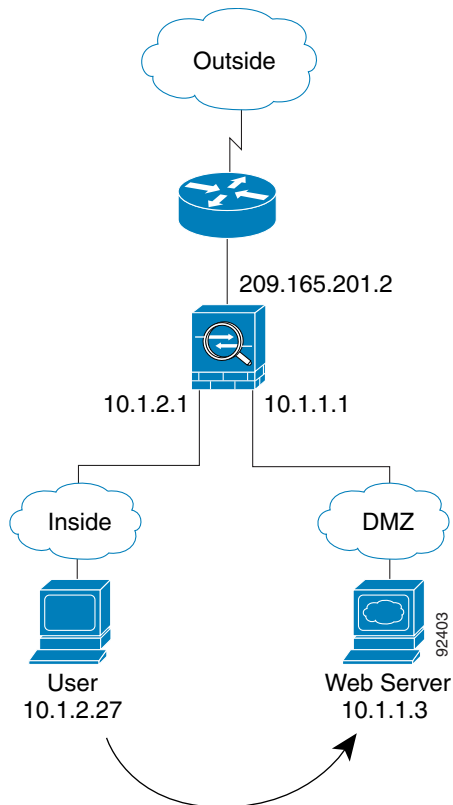 Outside
209.165.201.2
10.1.2.1
10.1.1.1
Inside
DMZ
92403
User
10.1.2.27
Web Server
10.1.1.3